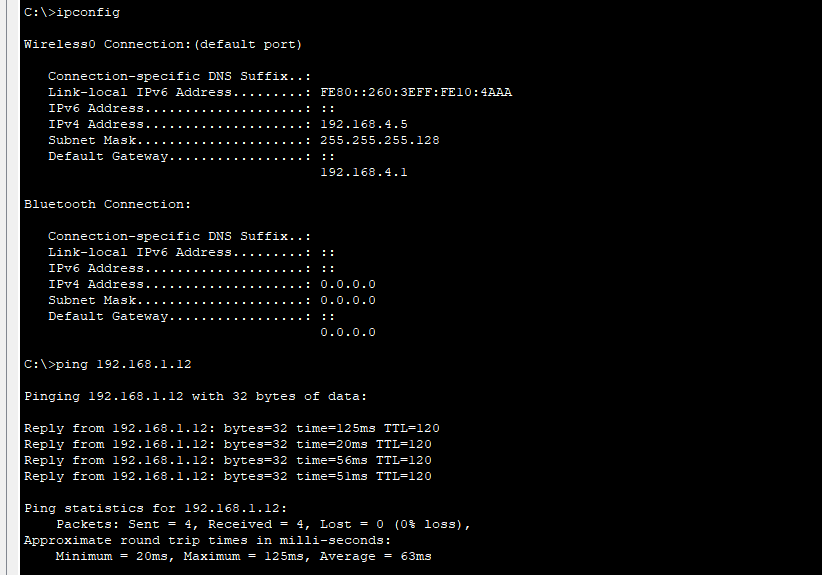 C:\>ipconfig
Wireless0 Connection:(default port)
Connection-specific DNS Suffix..:
Link-local IPv6 Address.........: FE80::260:3EFF:FE10:4AAA
IPv6 Address....................: ::
IPv4 Address....................: 192.168.4.5
Subnet Mask.....................: 255.255.255.128
Default Gateway.................: ::
192.168.4.1
Bluetooth Connection:
Connection-specific DNS Suffix..:
Link-local IPv6 Address.........: ::
IPv6 Address....................: ::
IPv4 Address....................: 0.0.0.0
Subnet Mask.....................: 0.0.0.0
Default Gateway.................: ::
0.0.0.0
C:\>ping 192.168.1.12
Pinging 192.168.1.12 with 32 bytes of data:
Reply from 192.168.1.12: bytes=32 time=125ms TTL=120
Reply from 192.168.1.12: bytes=32 time=20ms TTL=120
Reply from 192.168.1.12: bytes=32 time=56ms TTL=120
Reply from 192.168.1.12: bytes=32 time=51ms TTL=120
Ping statistics for 192.168.1.12:
Packets: Sent = 4, Received = 4, Lost = 0 (0% loss),
Approximate round trip times in milli-seconds:
Minimum = 20ms, Maximum = 125ms, Average = 63ms